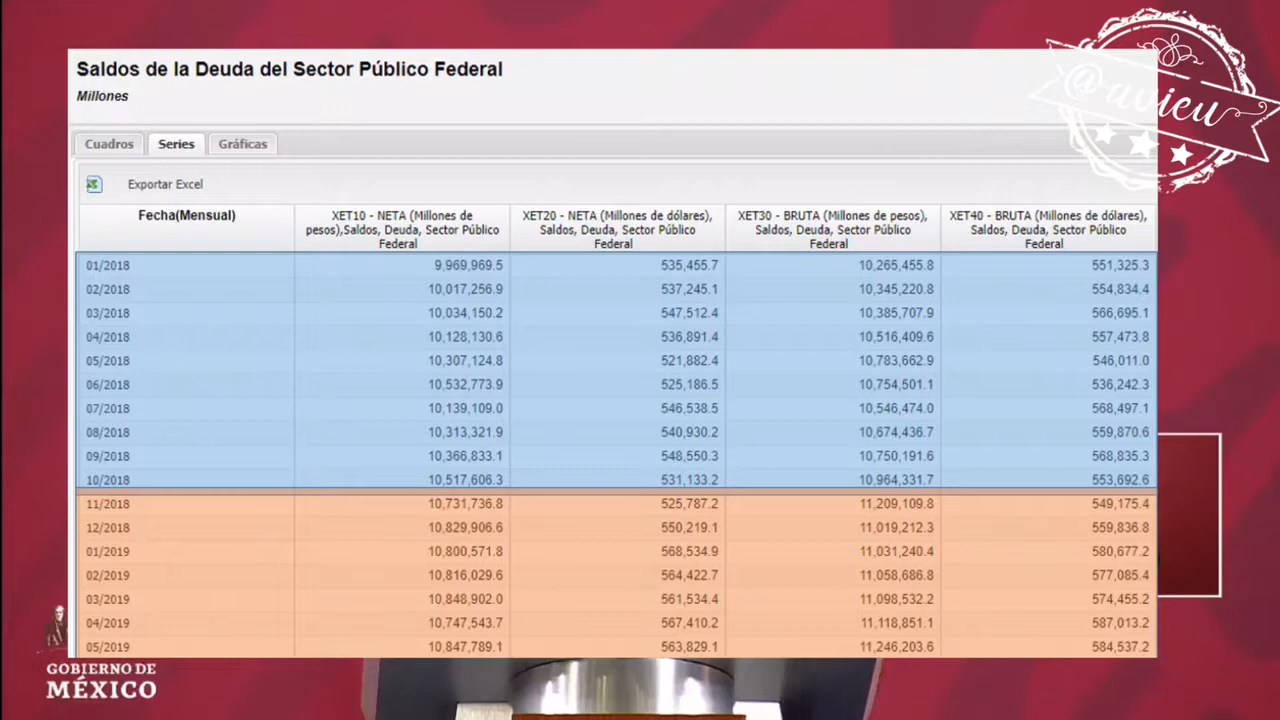 Saldos de la Deuda del Sector Público Federal
Millones
@avieu
Cuadros Series Gráficas
Exportar Excel
Fecha(Mensual) XET10 - NETA (Millones de pesos),Saldos, Deuda, Sector Público Federal XET20 - NETA (Millones de dólares), Saldos, Deuda, Sector Público Federal XET30 - BRUTA (Millones de pesos), Saldos, Deuda, Sector Público Federal XET40 - BRUTA (Millones de dólares), Saldos, Deuda, Sector Público Federal
01/2018 9,969,969.5 535,455.7 10,265,455.8 551,325.3
02/2018 10,017,256.9 537,245.1 10,345,220.8 554,834.4
03/2018 10,034,150.2 547,512.4 10,385,707.9 566,695.1
04/2018 10,128,130.6 536,891.4 10,516,409.6 557,473.8
05/2018 10,307,124.8 521,882.4 10,783,662.9 546,011.0
06/2018 10,532,773.9 525,186.5 10,754,501.1 536,242.3
07/2018 10,139,109.0 546,538.5 10,546,474.0 568,497.1
08/2018 10,313,321.9 540,930.2 10,674,436.7 559,870.6
09/2018 10,366,833.1 548,550.3 10,750,191.6 568,835.3
10/2018 10,517,606.3 531,133.2 10,964,331.7 553,692.6
11/2018 10,731,736.8 525,787.2 11,209,109.8 549,175.4
12/2018 10,829,906.6 550,219.1 11,019,212.3 559,836.8
01/2019 10,800,571.8 568,534.9 11,031,240.4 580,677.2
02/2019 10,816,029.6 564,422.7 11,058,686.8 577,085.4
03/2019 10,848,902.0 561,534.4 11,098,532.2 574,455.2
04/2019 10,747,543.7 567,410.2 11,118,851.1 587,013.2
05/2019 10,847,789.1 563,829.1 11,246,203.6 584,537.2
GOBIERNO DE
MÉXICO